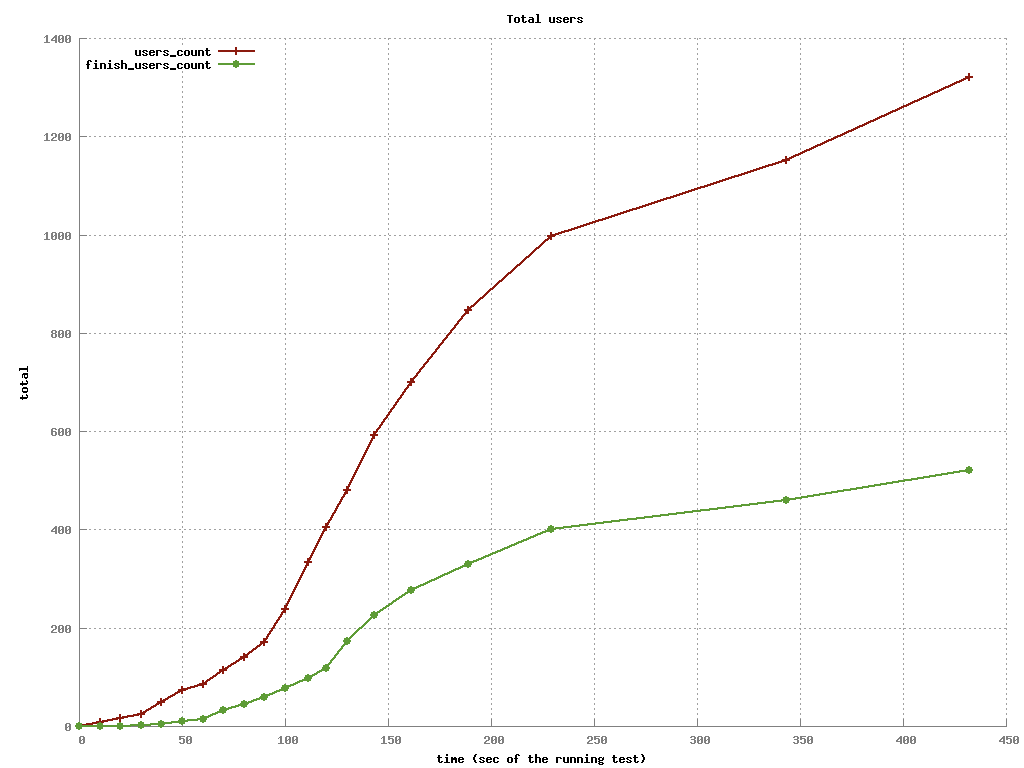 Total users
users_count
finish_users_count
1400
1200
1000
800
600
400
200
0
total
0 50 100 150 200 250 300 350 400 450
time (sec of the running test)